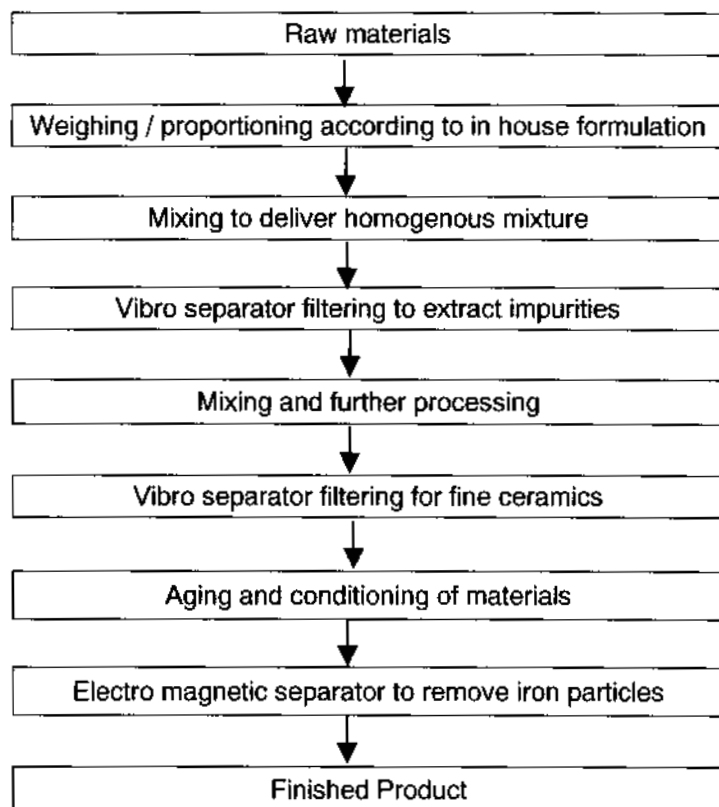 Raw materials
Weighing / proportioning according to in house formulation
Mixing to deliver homogenous mixture
Vibro separator filtering to extract impurities
Mixing and further processing
Vibro separator filtering for fine ceramics
Aging and conditioning of materials
Electro magnetic separator to remove iron particles
Finished Product